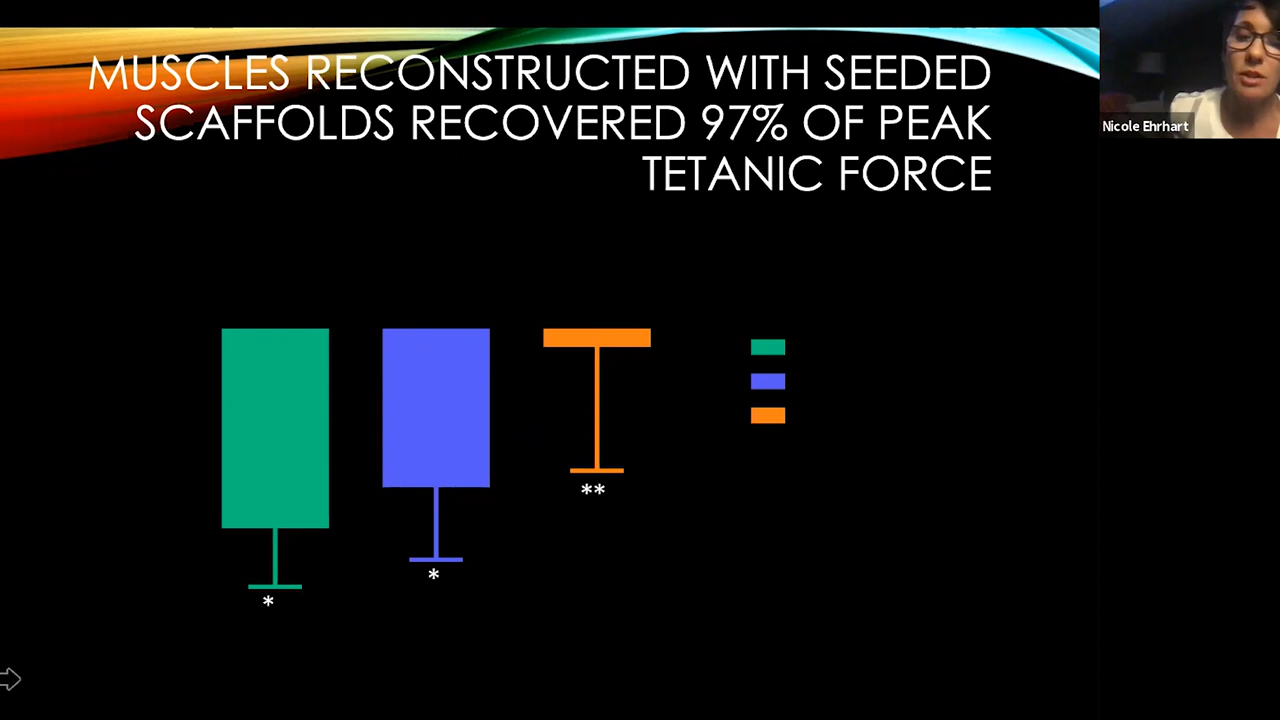 MUSCLES RECONSTRUCTED WITH SEEDED
SCAFFOLDS RECOVERED 97% OF PEAK
TETANIC FORCE
Nicole Ehrhart
**
*
*